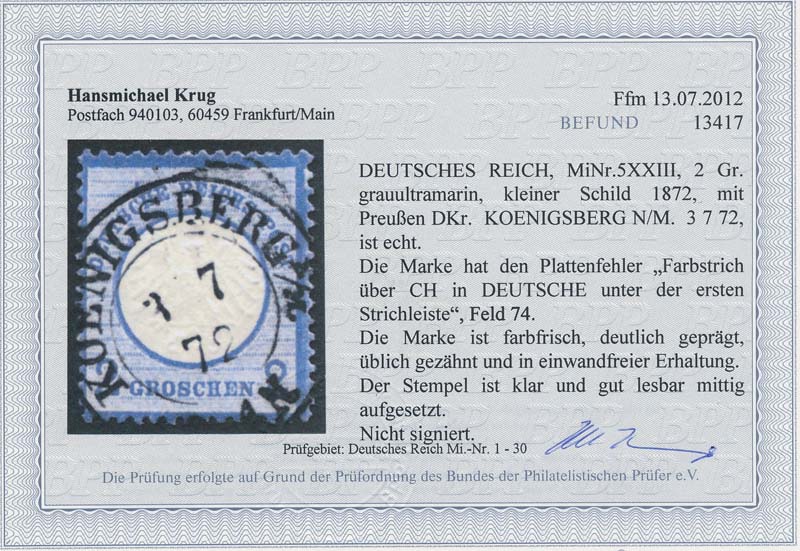 Hansmichael Krug
Postfach 940103, 60459 Frankfurt/Main
Ffm 13.07.2012
BEFUND 13417
DEUTSCHES REICH, MiNr.5XXIII, 2 Gr.
grauultramarin, kleiner Schild 1872, mit
Preußen DKr. KOENIGSBERG N/M. 3 7 72,
ist echt.
Die Marke hat den Plattenfehler „Farbstrich
über CH in DEUTSCHE unter der ersten
Strichleiste“, Feld 74.
Die Marke ist farbfrisch, deutlich geprägt,
üblich gezähnt und in einwandfreier Erhaltung.
Der Stempel ist klar und gut lesbar mittig
aufgesetzt.
Nicht signiert.
KOENIGSBERG N/M
3 7
72
2 GROSCHEN 2
Prüfgebiet: Deutsches Reich Mi.-Nr. 1 - 30
Die Prüfung erfolgte auf Grund der Prüfordnung des Bundes der Philatelistischen Prüfer e.V.